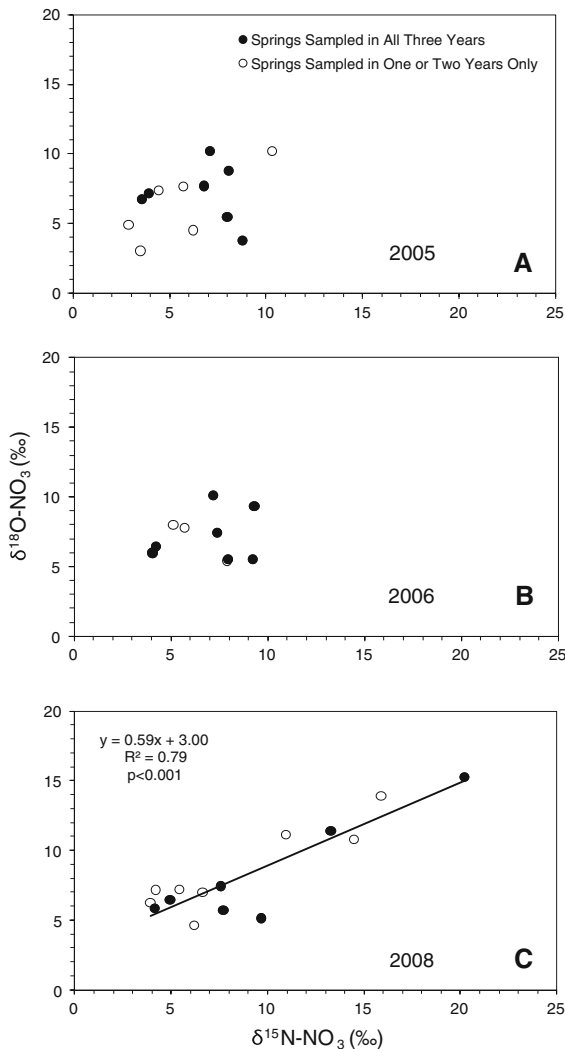 20
● Springs Sampled in All Three Years
○ Springs Sampled in One or Two Years Only
15
10
5
2005
A
0
0 5 10 15 20 25
20
15
10
5
2006
B
0
0 5 10 15 20 25
δ¹⁸O-NO₃ (‰)
20
y = 0.59x + 3.00
R² = 0.79
p<0.001
15
10
5
2008
C
0
0 5 10 15 20 25
δ¹⁵N-NO₃ (‰)